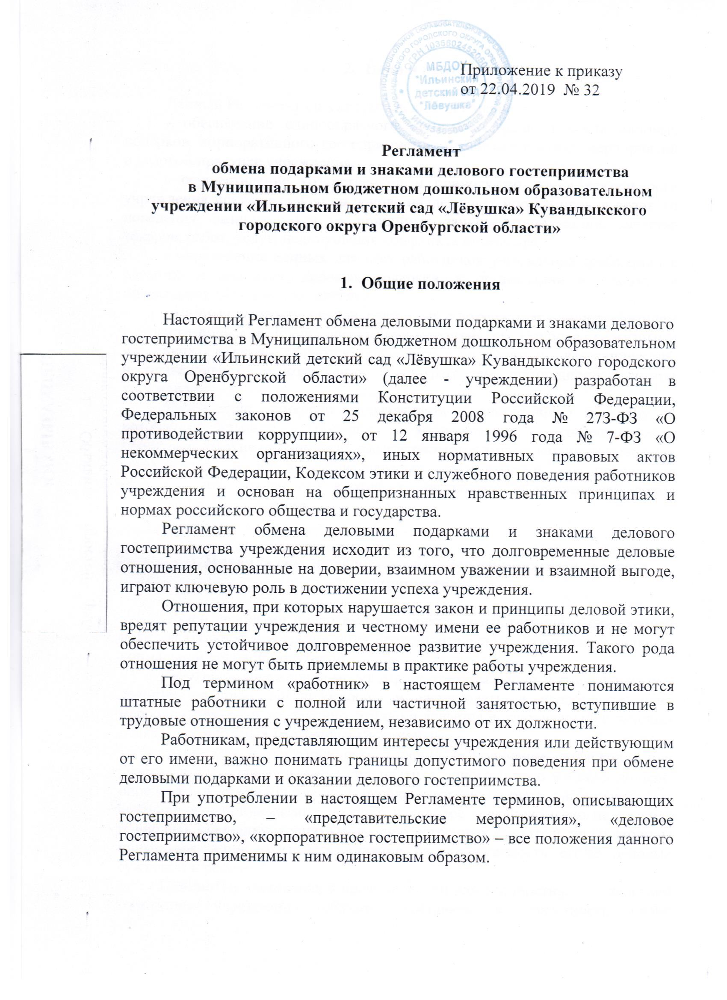 ОГРН 1035602452050
МБДОУ
"Ильинский
детский сад
"Лёвушка"
Приложение к приказу
от 22.04.2019 № 32
Регламент
обмена подарками и знаками делового гостеприимства
в Муниципальном бюджетном дошкольном образовательном
учреждении «Ильинский детский сад «Лёвушка» Кувандыкского
городского округа Оренбургской области»
1. Общие положения
Настоящий Регламент обмена деловыми подарками и знаками делового
гостеприимства в Муниципальном бюджетном дошкольном образовательном
учреждении «Ильинский детский сад «Лёвушка» Кувандыкского городского
округа Оренбургской области» (далее - учреждении) разработан в
соответствии с положениями Конституции Российской Федерации,
Федеральных законов от 25 декабря 2008 года № 273-ФЗ «О
противодействии коррупции», от 12 января 1996 года № 7-ФЗ «О
некоммерческих организациях», иных нормативных правовых актов
Российской Федерации, Кодексом этики и служебного поведения работников
учреждения и основан на общепризнанных нравственных принципах и
нормах российского общества и государства.
Регламент обмена деловыми подарками и знаками делового
гостеприимства учреждения исходит из того, что долговременные деловые
отношения, основанные на доверии, взаимном уважении и взаимной выгоде,
играют ключевую роль в достижении успеха учреждения.
Отношения, при которых нарушается закон и принципы деловой этики,
вредят репутации учреждения и честному имени ее работников и не могут
обеспечить устойчивое долговременное развитие учреждения. Такого рода
отношения не могут быть приемлемы в практике работы учреждения.
Под термином «работник» в настоящем Регламенте понимаются
штатные работники с полной или частичной занятостью, вступившие в
трудовые отношения с учреждением, независимо от их должности.
Работникам, представляющим интересы учреждения или действующим
от его имени, важно понимать границы допустимого поведения при обмене
деловыми подарками и оказании делового гостеприимства.
При употреблении в настоящем Регламенте терминов, описывающих
гостеприимство, – «представительские мероприятия», «деловое
гостеприимство», «корпоративное гостеприимство» – все положения данного
Регламента применимы к ним одинаковым образом.